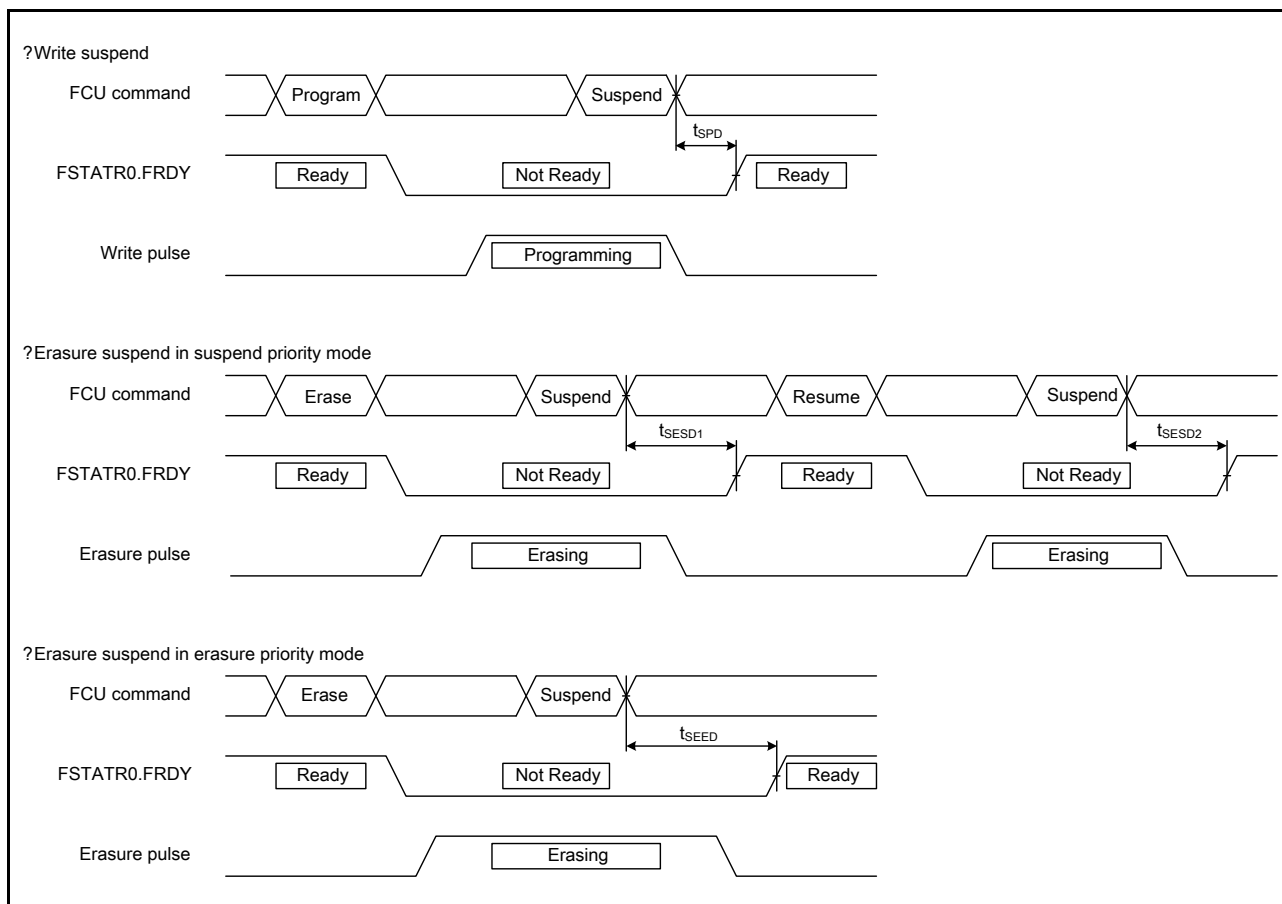 ?Write suspend
FCU command Program Suspend
tSPD
FSTATR0.FRDY Ready Not Ready Ready
Write pulse Programming
?Erasure suspend in suspend priority mode
FCU command Erase Suspend Resume Suspend
tSESD1 tSESD2
FSTATR0.FRDY Ready Not Ready Ready Not Ready
Erasure pulse Erasing Erasing
?Erasure suspend in erasure priority mode
FCU command Erase Suspend
tSEED
FSTATR0.FRDY Ready Not Ready Ready
Erasure pulse Erasing